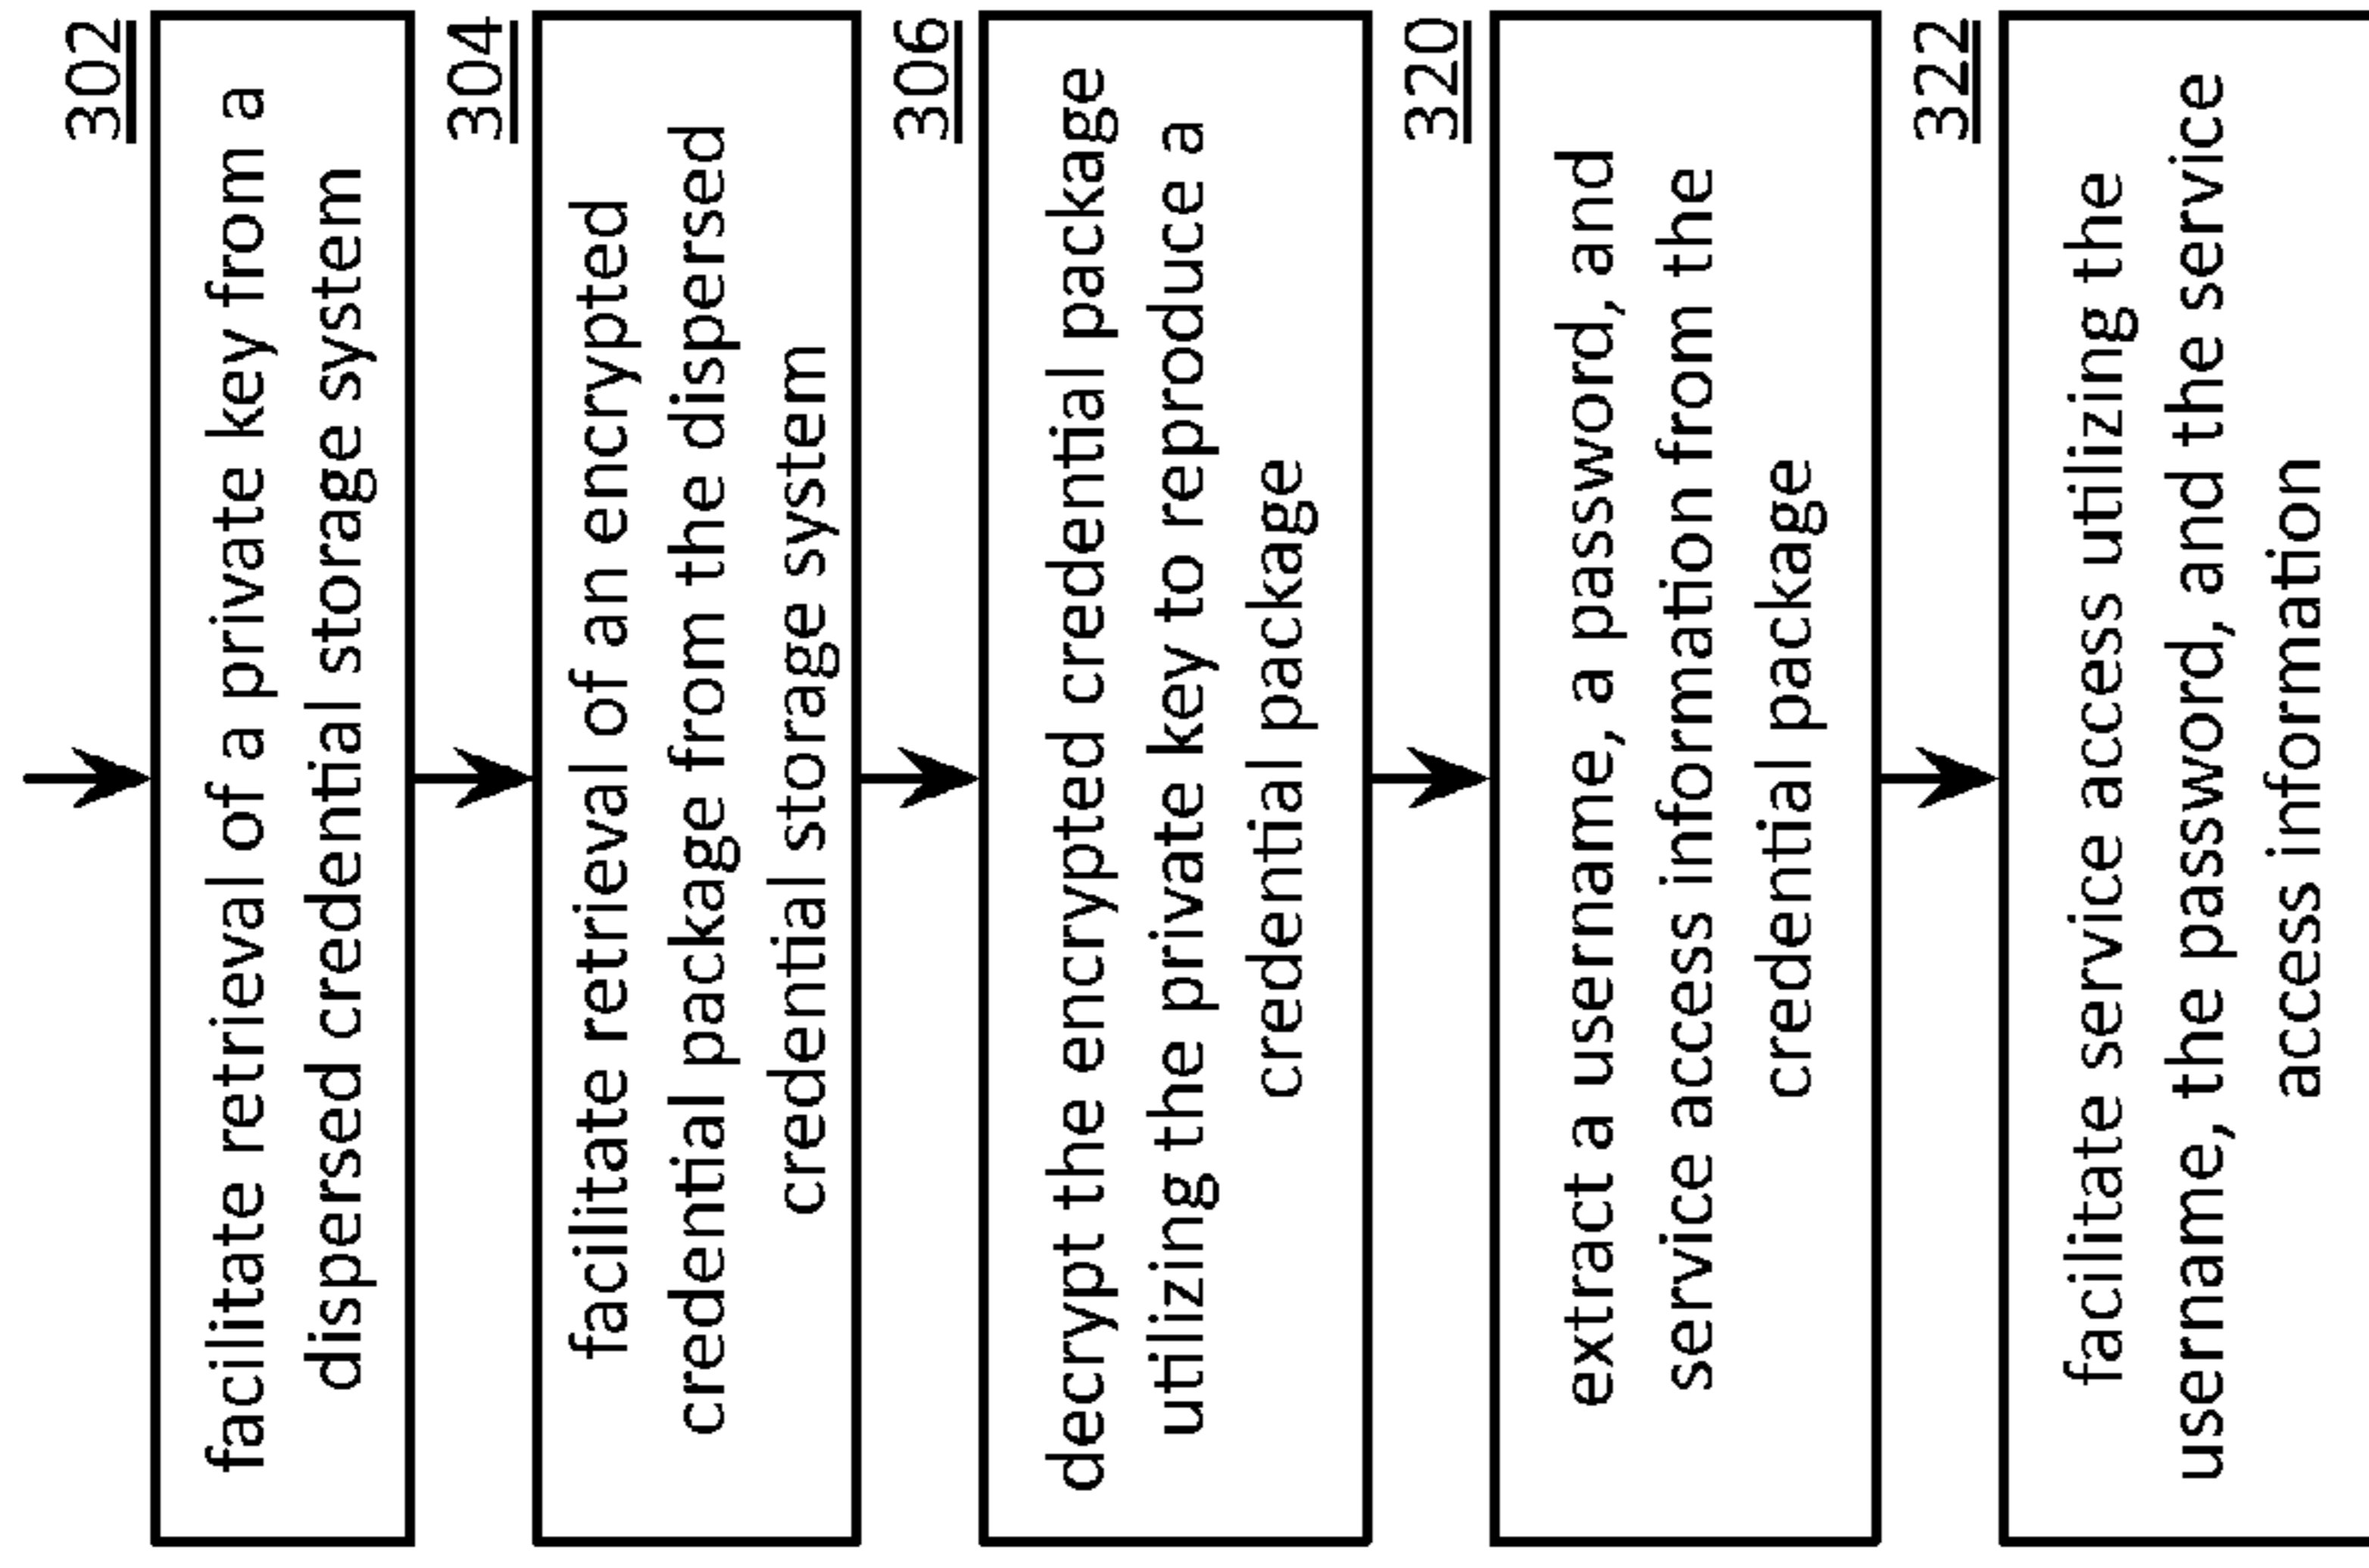 302
facilitate retrieval of a private key from a
dispersed credential storage system
304
facilitate retrieval of an encrypted
credential package from the dispersed
credential storage system
306
decrypt the encrypted credential package
utilizing the private key to reproduce a
credential package
320
extract a username, a password, and
service access information from the
credential package
322
facilitate service access utilizing the
username, the password, and the service
access information